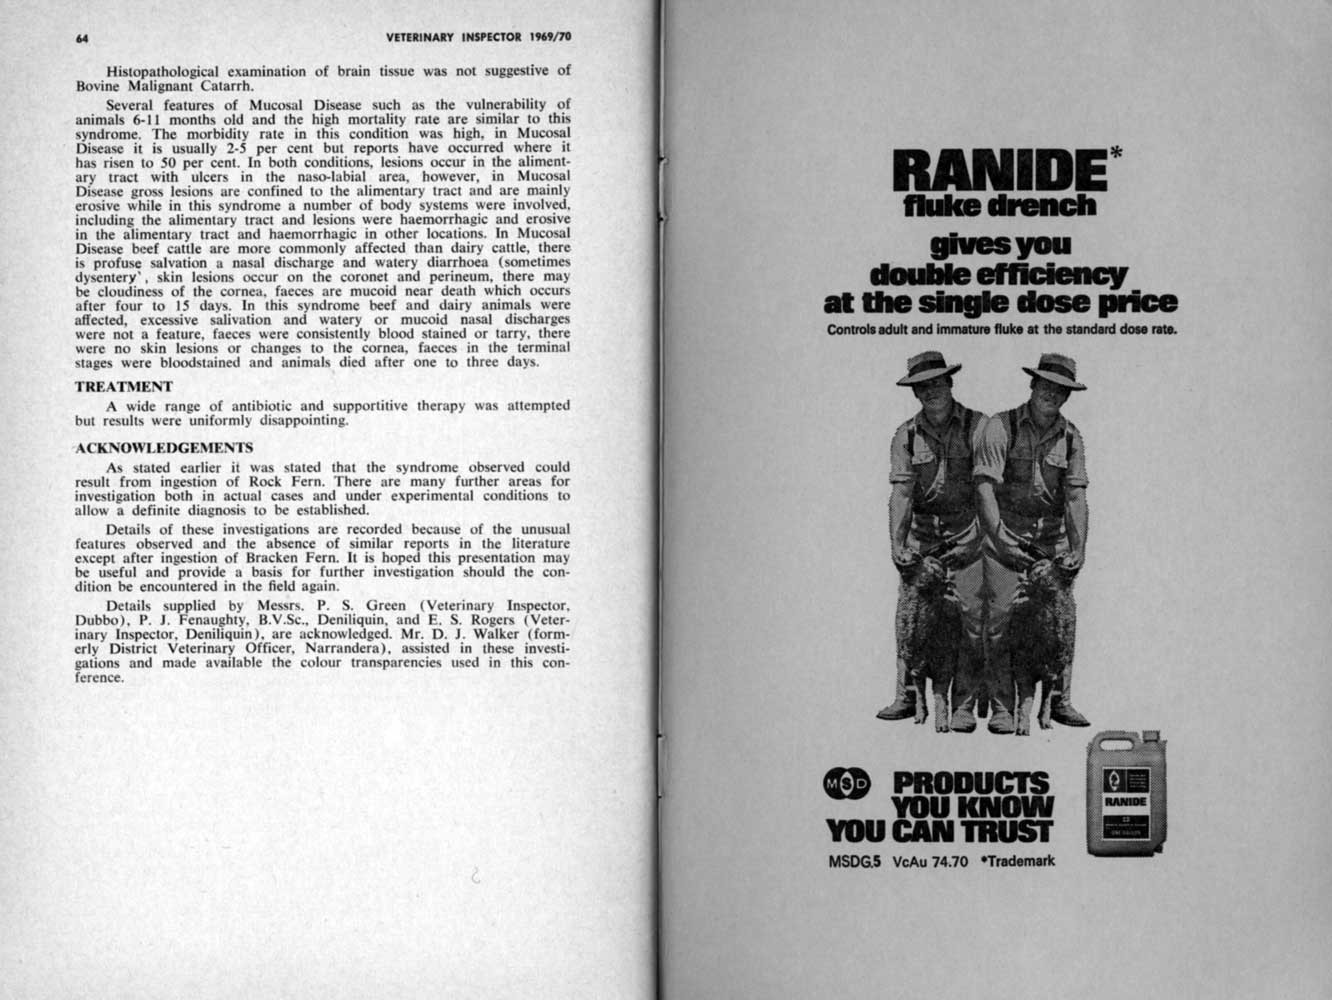 64
VETERINARY INSPECTOR 1969/70
Histopathological examination of brain tissue was not suggestive of
Bovine Malignant Catarrh.
Several features of Mucosal Disease such as the vulnerability of
animals 6-11 months old and the high mortality rate are similar to this
syndrome. The morbidity rate in this condition was high, in Mucosal
Disease it is usually 2-5 per cent but reports have occurred where it
has risen to 50 per cent. In both conditions, lesions occur in the aliment-
ary tract with ulcers in the naso-labial area, however, in Mucosal
Disease gross lesions are confined to the alimentary tract and are mainly
erosive while in this syndrome a number of body systems were involved,
including the alimentary tract and lesions were haemorrhagic and erosive
in the alimentary tract and haemorrhagic in other locations. In Mucosal
Disease beef cattle are more commonly affected than dairy cattle, there
is profuse salvation a nasal discharge and watery diarrhoea (sometimes
dysentery', skin lesions occur on the coronet and perineum, there may
be cloudiness of the cornea, faeces are mucoid near death which occurs
after four to 15 days. In this syndrome beef and dairy animals were
affected, excessive salivation and watery or mucoid nasal discharges
were not a feature, faeces were consistently blood stained or tarry, there
were no skin lesions or changes to the cornea, faeces in the terminal
stages were bloodstained and animals died after one to three days.
TREATMENT
A wide range of antibiotic and supportitive therapy was attempted
but results were uniformly disappointing.
ACKNOWLEDGEMENTS
As stated earlier it was stated that the syndrome observed could
result from ingestion of Rock Fern. There are many further areas for
investigation both in actual cases and under experimental conditions to
allow a definite diagnosis to be established.
Details of these investigations are recorded because of the unusual
features observed and the absence of similar reports in the literature
except after ingestion of Bracken Fern. It is hoped this presentation may
be useful and provide a basis for further investigation should the con-
dition be encountered in the field again.
Details supplied by Messrs. P. S. Green (Veterinary Inspector,
Dubbo), P. J. Fenaughty, B.V.Sc., Deniliquin, and E. S. Rogers (Veter-
inary Inspector, Deniliquin), are acknowledged. Mr. D. J. Walker (form-
erly District Veterinary Officer, Narrandera), assisted in these investi-
gations and made available the colour transparencies used in this con-
ference.
RANIDE*
fluke drench
gives you
double efficiency
at the single dose price
Controls adult and immature fluke at the standard dose rate.
MSD
PRODUCTS
YOU KNOW
YOU CAN TRUST
RANIDE
ONE GALLON
MSDG.5 VcAu 74.70 *Trademark